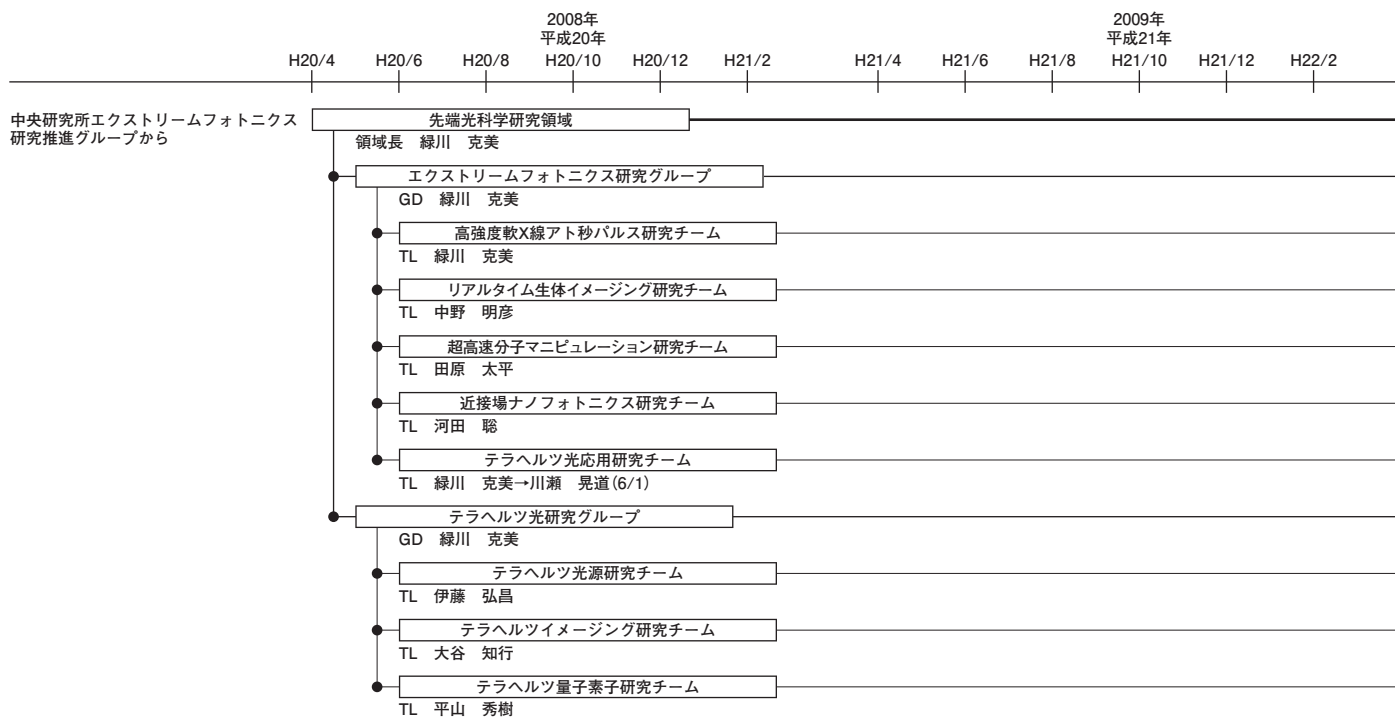 2008年
平成20年
2009年
平成21年
H20/4 H20/6 H20/8 H20/10 H20/12 H21/2 H21/4 H21/6 H21/8 H21/10 H21/12 H22/2
中央研究所エクストリームフォトニクス
研究推進グループから
先端光科学研究領域
領域長 緑川 克美
エクストリームフォトニクス研究グループ
GD 緑川 克美
高強度軟X線アト秒パルス研究チーム
TL 緑川 克美
リアルタイム生体イメージング研究チーム
TL 中野 明彦
超高速分子マニピュレーション研究チーム
TL 田原 太平
近接場ナノフォトニクス研究チーム
TL 河田 聡
テラヘルツ光応用研究チーム
TL 緑川 克美→川瀬 晃道(6/1)
テラヘルツ光研究グループ
GD 緑川 克美
テラヘルツ光源研究チーム
TL 伊藤 弘昌
テラヘルツイメージング研究チーム
TL 大谷 知行
テラヘルツ量子素子研究チーム
TL 平山 秀樹